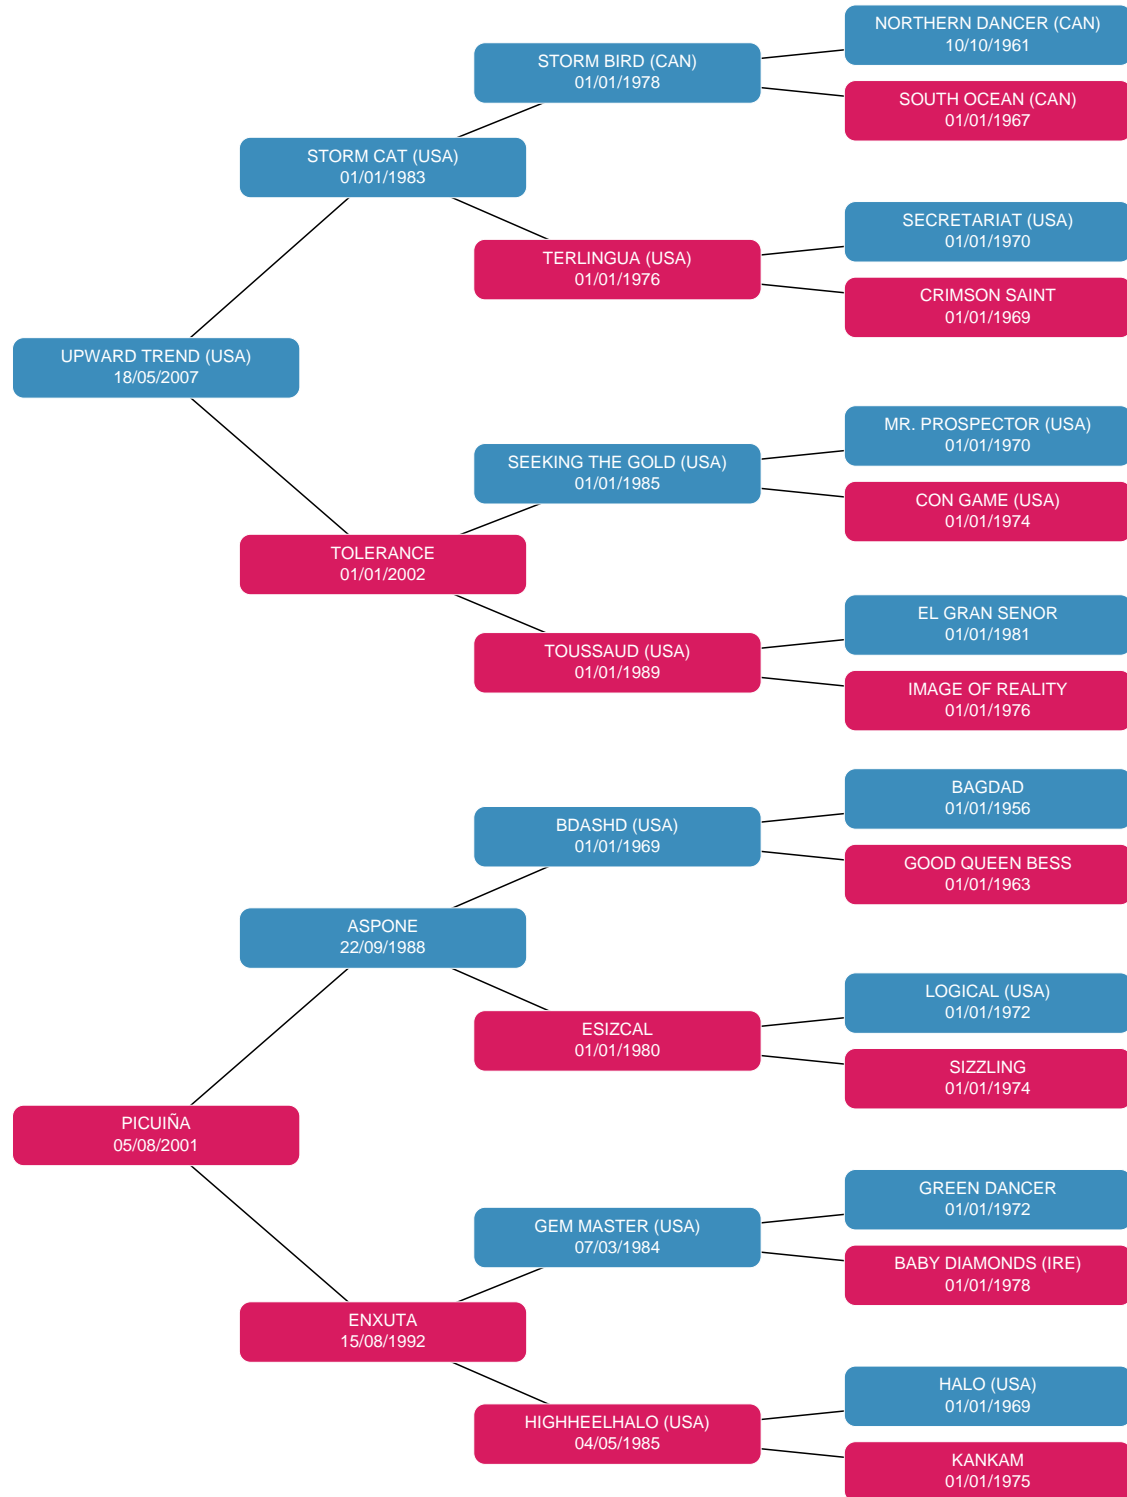 NORTHERN DANCER (CAN)
10/10/1961
STORM BIRD (CAN)
01/01/1978
SOUTH OCEAN (CAN)
01/01/1967
STORM CAT (USA)
01/01/1983
SECRETARIAT (USA)
01/01/1970
TERLINGUA (USA)
01/01/1976
CRIMSON SAINT
01/01/1969
UPWARD TREND (USA)
18/05/2007
MR. PROSPECTOR (USA)
01/01/1970
SEEKING THE GOLD (USA)
01/01/1985
CON GAME (USA)
01/01/1974
TOLERANCE
01/01/2002
EL GRAN SENOR
01/01/1981
TOUSSAUD (USA)
01/01/1989
IMAGE OF REALITY
01/01/1976
BAGDAD
01/01/1956
BDASHD (USA)
01/01/1969
GOOD QUEEN BESS
01/01/1963
ASPONE
22/09/1988
LOGICAL (USA)
01/01/1972
ESIZCAL
01/01/1980
SIZZLING
01/01/1974
PICUIÑA
05/08/2001
GREEN DANCER
01/01/1972
GEM MASTER (USA)
07/03/1984
BABY DIAMONDS (IRE)
01/01/1978
ENXUTA
15/08/1992
HALO (USA)
01/01/1969
HIGHHEELHALO (USA)
04/05/1985
KANKAM
01/01/1975